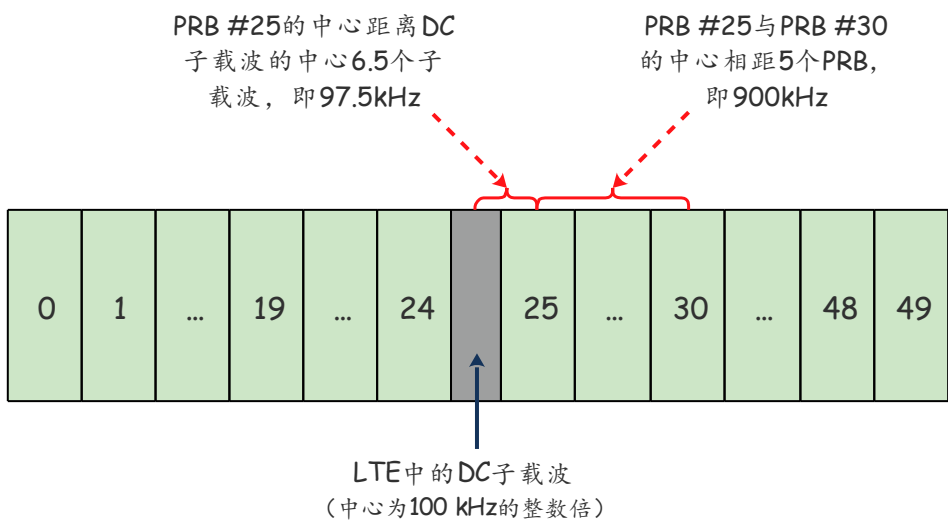 PRB #25的中心距离DC
子载波的中心6.5个子
载波，即97.5kHz
PRB #25与PRB #30
的中心相距5个PRB，
即900kHz
0 1 ... 19 ... 24 25 ... 30 ... 48 49
LTE中的DC子载波
（中心为100 kHz的整数倍）